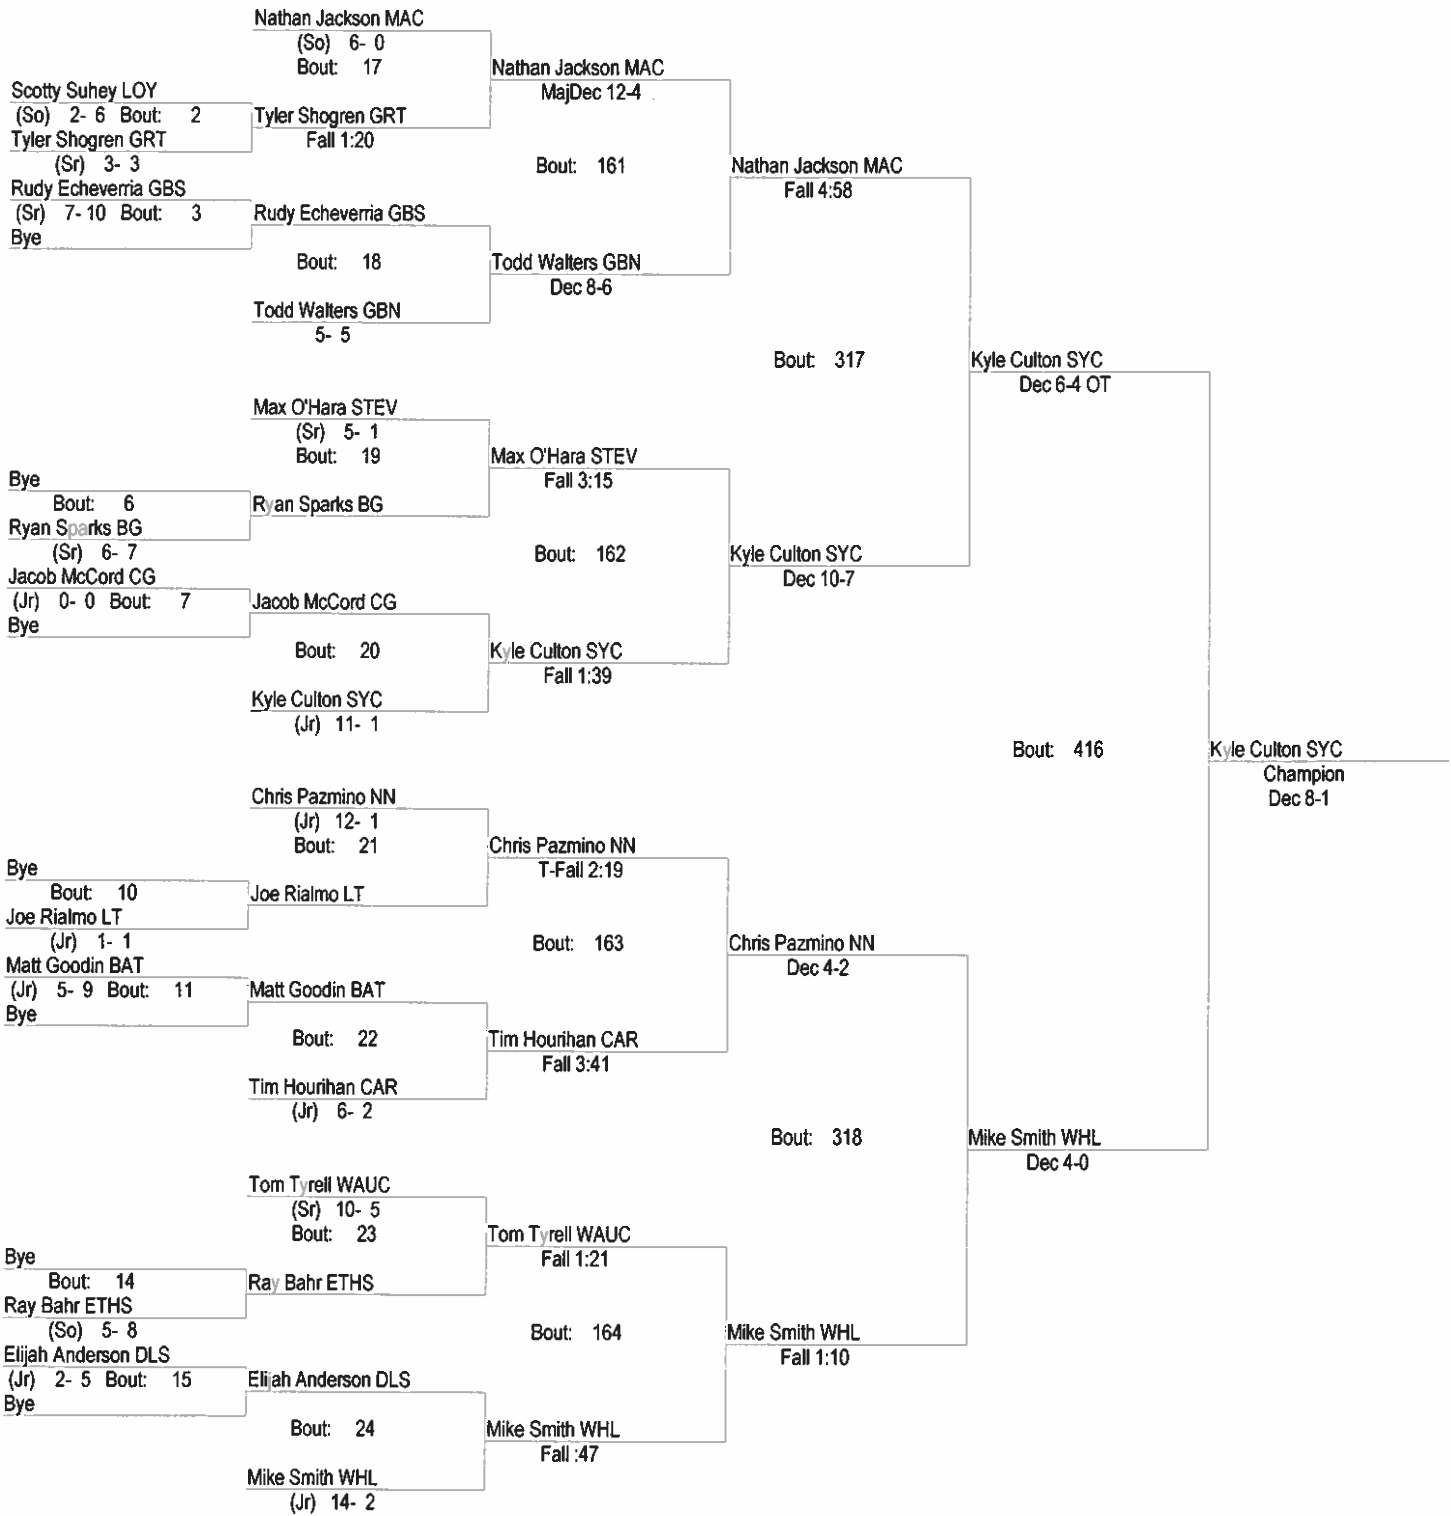 Nathan Jackson MAC
(So) 6- 0
Bout: 17
Nathan Jackson MAC
MajDec 12-4
Scotty Suhey LOY
(So) 2- 6 Bout: 2
Tyler Shogren GRT
Tyler Shogren GRT
Fall 1:20
(Sr) 3- 3
Bout: 161
Nathan Jackson MAC
Fall 4:58
Rudy Echeverria GBS
(Sr) 7- 10 Bout: 3
Rudy Echeverria GBS
Bye
Bout: 18
Todd Walters GBN
Dec 8-6
Todd Walters GBN
5- 5
Bout: 317
Kyle Culton SYC
Dec 6-4 OT
Max O'Hara STEV
(Sr) 5- 1
Bout: 19
Max O'Hara STEV
Fall 3:15
Bye
Bout: 6
Ryan Sparks BG
Ryan Sparks BG
(Sr) 6- 7
Bout: 162
Kyle Culton SYC
Dec 10-7
Jacob McCord CG
(Jr) 0- 0 Bout: 7
Jacob McCord CG
Bye
Bout: 20
Kyle Culton SYC
Fall 1:39
Kyle Culton SYC
(Jr) 11- 1
Bout: 416
Kyle Culton SYC
Champion
Dec 8-1
Chris Pazmino NN
(Jr) 12- 1
Bout: 21
Chris Pazmino NN
T-Fall 2:19
Bye
Bout: 10
Joe Rialmo LT
Joe Rialmo LT
(Jr) 1- 1
Bout: 163
Chris Pazmino NN
Dec 4-2
Matt Goodin BAT
(Jr) 5- 9 Bout: 11
Matt Goodin BAT
Bye
Bout: 22
Tim Hourihan CAR
Fall 3:41
Tim Hourihan CAR
(Jr) 6- 2
Bout: 318
Mike Smith WHL
Dec 4-0
Tom Tyrell WAUC
(Sr) 10- 5
Bout: 23
Tom Tyrell WAUC
Fall 1:21
Bye
Bout: 14
Ray Bahr ETHS
Ray Bahr ETHS
(So) 5- 8
Bout: 164
Mike Smith WHL
Fall 1:10
Elijah Anderson DLS
(Jr) 2- 5 Bout: 15
Elijah Anderson DLS
Bye
Bout: 24
Mike Smith WHL
Fall :47
Mike Smith WHL
(Jr) 14- 2